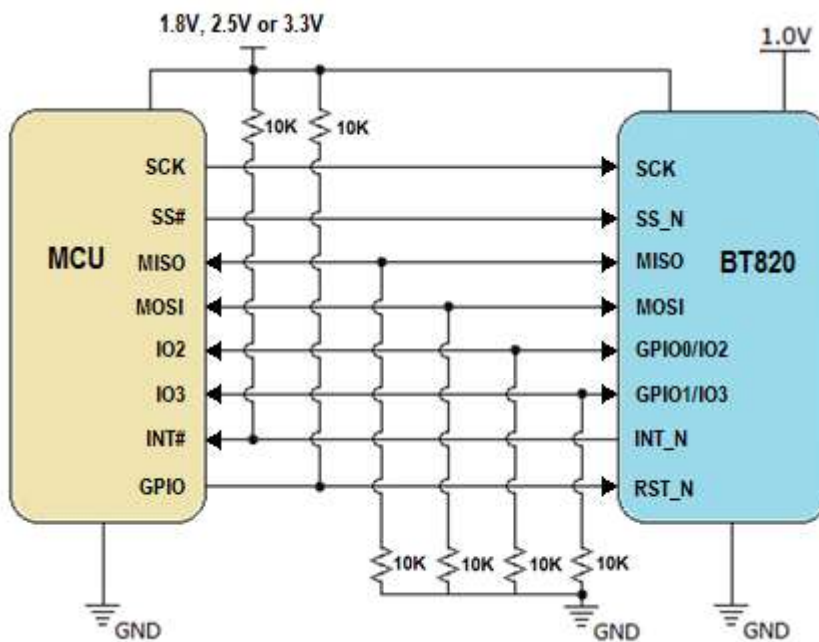 1.8V, 2.5V or 3.3V
1.0V
10K
10K
SCK
SCK
SS#
SS_N
MCU
MISO
MISO
BT820
MOSI
MOSI
IO2
GPIO0/IO2
IO3
GPIO1/IO3
INT#
INT_N
GPIO
RST_N
10K
10K
10K
10K
GND
GND
GND